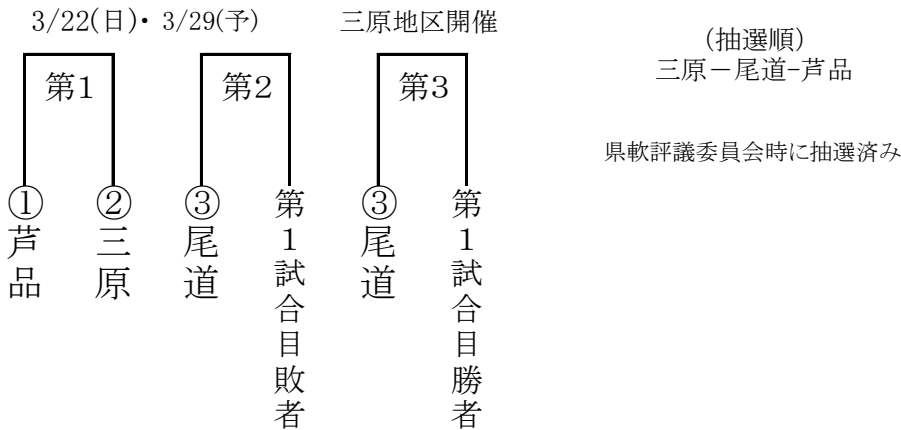 3/22(日)・ 3/29(予)
三原地区開催
(抽選順)
三原－尾道-芦品
県軟評議委員会時に抽選済み
第1
第2
第3
①芦品
②三原
③尾道
第１試合目敗者
③尾道
第１試合目勝者